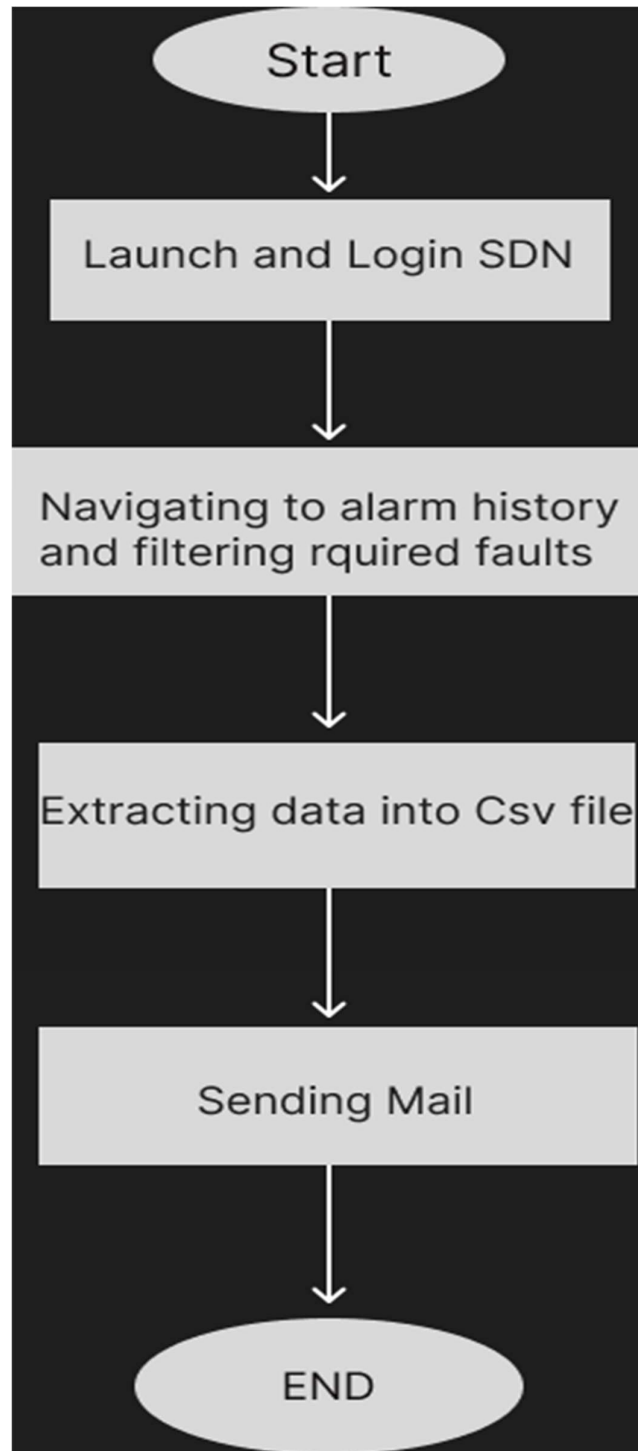 Start
Launch and Login SDN
Navigating to alarm history
and filtering rquired faults
Extracting data into Csv file
Sending Mail
END